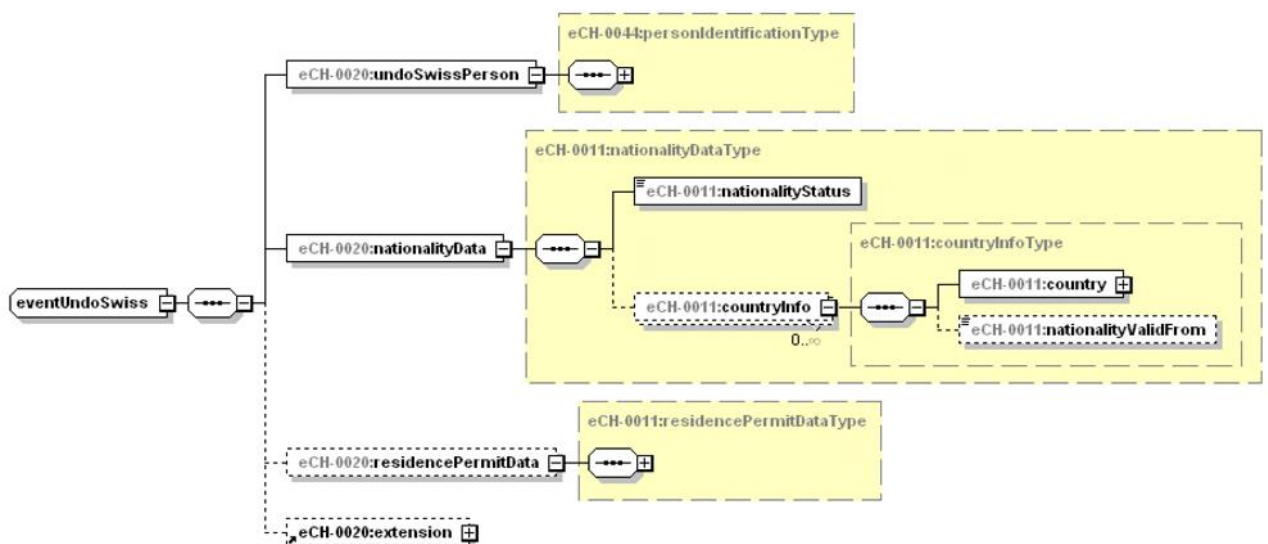 eCH-0044:personIdentificationType
eCH-0020:undoSwissPerson
eCH-0011:nationalityDataType
eCH-0011:nationalityStatus
eCH-0020:nationalityData
eCH-0011:countryInfoType
eCH-0011:country
eventUndoSwiss
eCH-0011:countryInfo
eCH-0011:nationalityValidFrom
0..∞
eCH-0011:residencePermitDataType
eCH-0020:residencePermitData
eCH-0020:extension